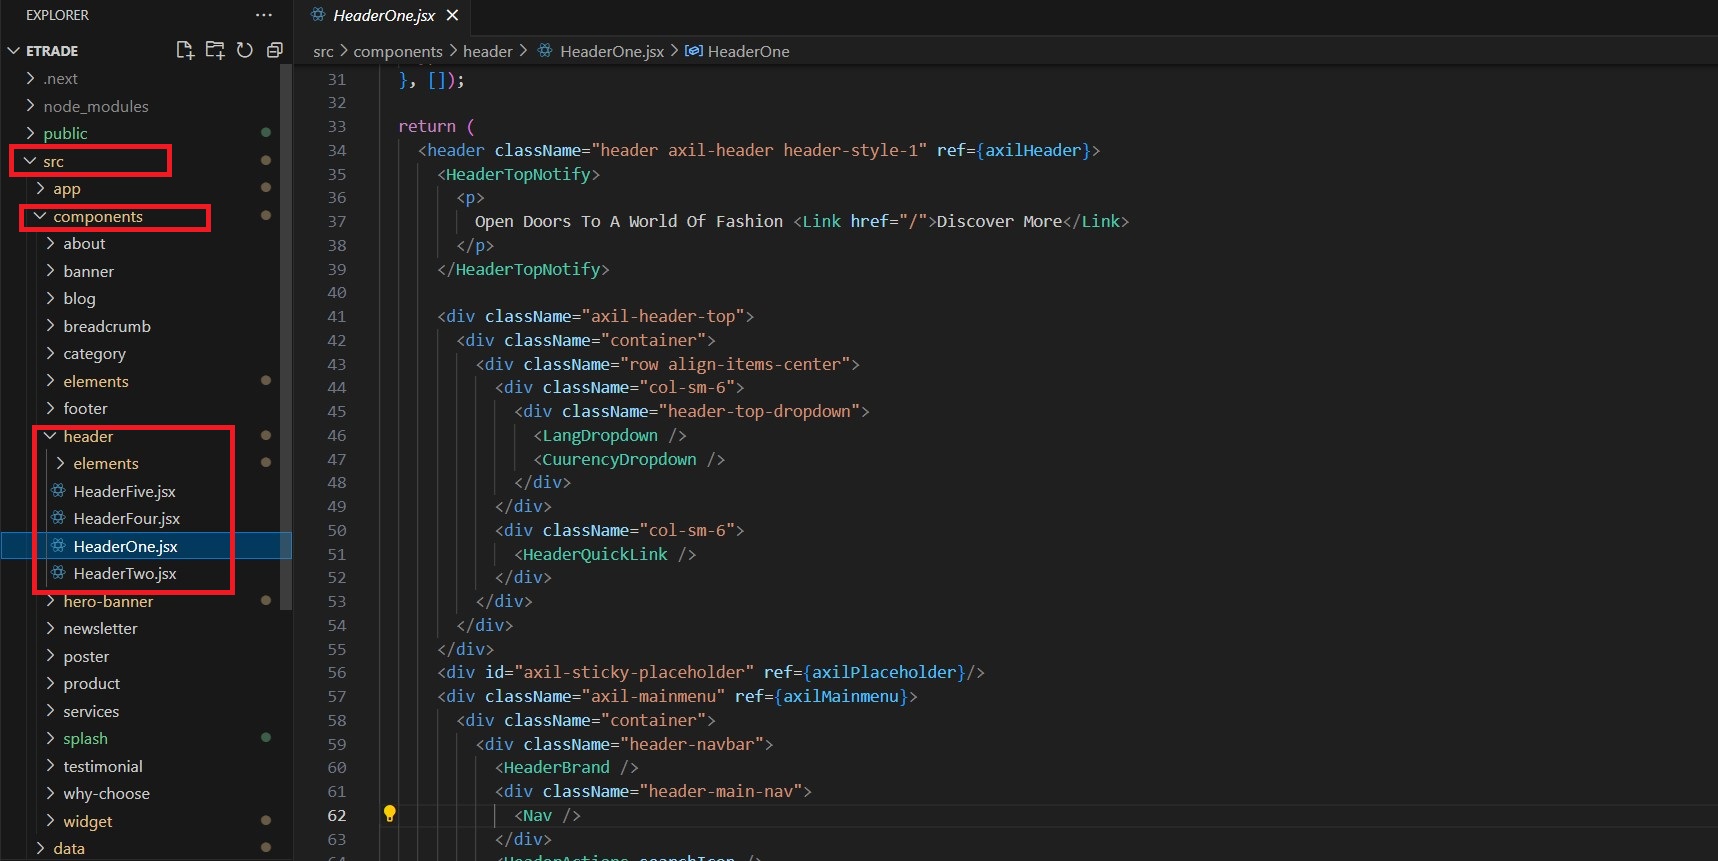 EXPLORER
ETRADE
.next
node_modules
public
src
app
components
about
banner
blog
breadcrumb
category
elements
footer
header
elements
HeaderFive.jsx
HeaderFour.jsx
HeaderOne.jsx
HeaderTwo.jsx
hero-banner
newsletter
poster
product
services
splash
testimonial
why-choose
widget
data
HeaderOne.jsx
src > components > header > HeaderOne.jsx > HeaderOne
31 }, []);
32
33 return (
34 <header className="header axil-header header-style-1" ref={axilHeader}>
35 <HeaderTopNotify>
36 <p>
37 Open Doors To A World Of Fashion <Link href="/">Discover More</Link>
38 </p>
39 </HeaderTopNotify>
40
41 <div className="axil-header-top">
42 <div className="container">
43 <div className="row align-items-center">
44 <div className="col-sm-6">
45 <div className="header-top-dropdown">
46 <LangDropdown />
47 <CuurencyDropdown />
48 </div>
49 </div>
50 <div className="col-sm-6">
51 <HeaderQuickLink />
52 </div>
53 </div>
54 </div>
55 </div>
56 <div id="axil-sticky-placeholder" ref={axilPlaceholder}/>
57 <div className="axil-mainmenu" ref={axilMainmenu}>
58 <div className="container">
59 <div className="header-navbar">
60 <HeaderBrand />
61 <div className="header-main-nav">
62 <Nav />
63 </div>
64 <HeaderActions searchIcon />